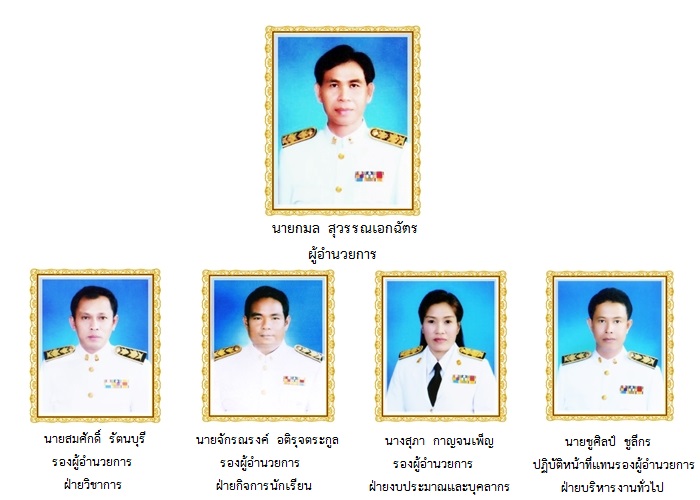 นายกมล สุวรรณเอกฉัตร
ผู้อำนวยการ
นายสมศักดิ์ รัตนบุรี
รองผู้อำนวยการ
ฝ่ายวิชาการ
นายจักรณรงค์ อติรุจตระกูล
รองผู้อำนวยการ
ฝ่ายกิจการนักเรียน
นางสุภา กาญจนเพ็ญ
รองผู้อำนวยการ
ฝ่ายงบประมาณและบุคลากร
นายชูศิลป์ ชูลีกร
ปฏิบัติหน้าที่แทนรองผู้อำนวยการ
ฝ่ายบริหารงานทั่วไป